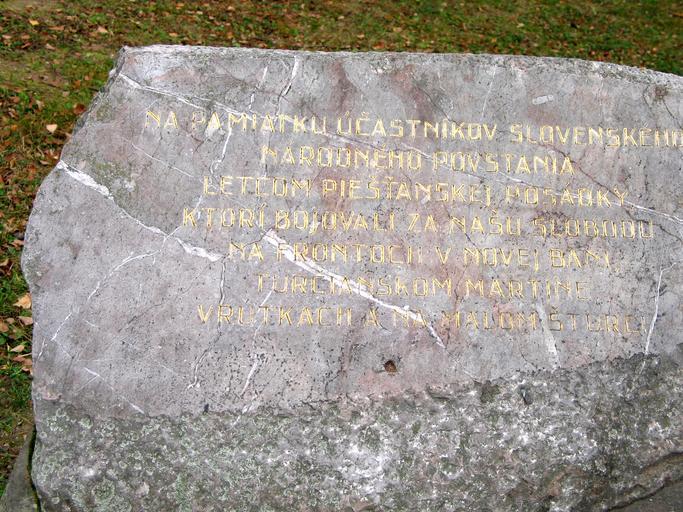 NA PAMIATKU ÚČASTNÍKOV SLOVENSKÉHO
NÁRODNÉHO POVSTANIA
LETCOM PIEŠŤANSKEJ POSÁDKY
KTORÍ BOJOVALI ZA NAŠU SLOBODU
NA FRONTOCH V NOVEJ BANI,
TURČIANSKOM MARTINE
VRÚTKACH A NA MALOM ŠTURCI